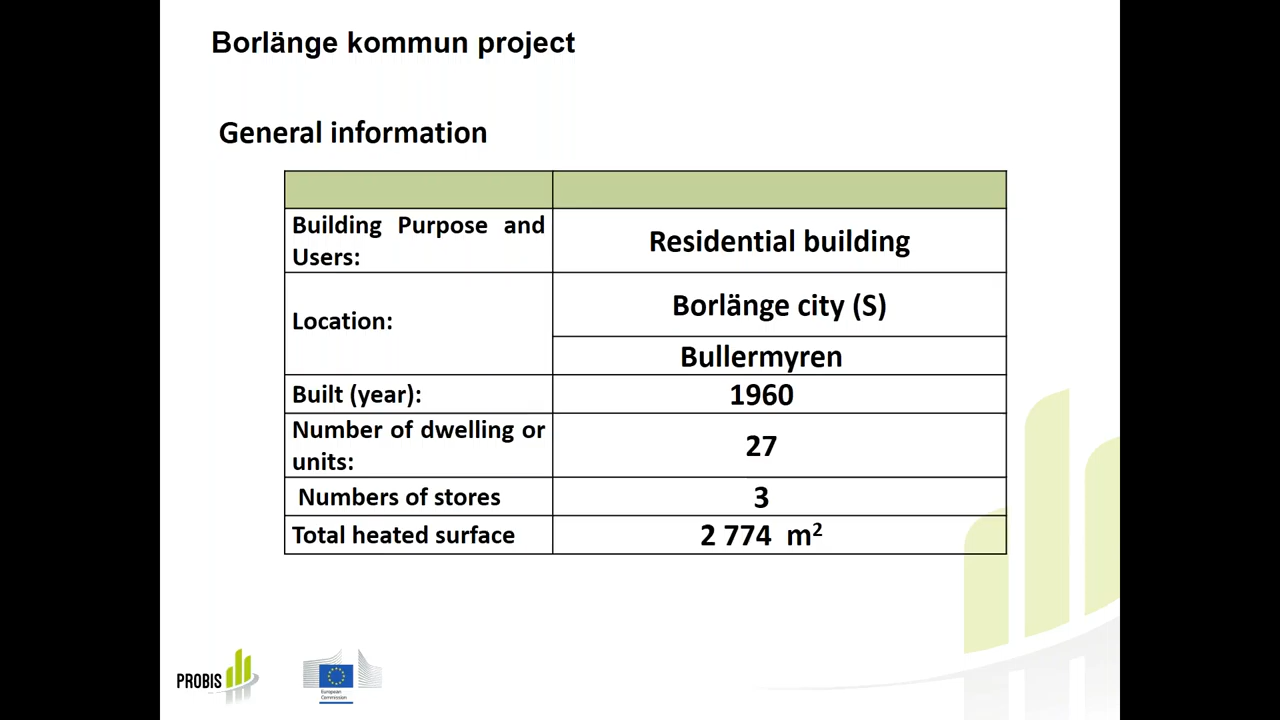 Borlänge kommun project
General information
Building Purpose and
Users:
Residential building
Location:
Borlänge city (S)
Bullermyren
Built (year):
1960
Number of dwelling or
units:
27
Numbers of stores
3
Total heated surface
2 774 m²
PROBIS
European
Commission